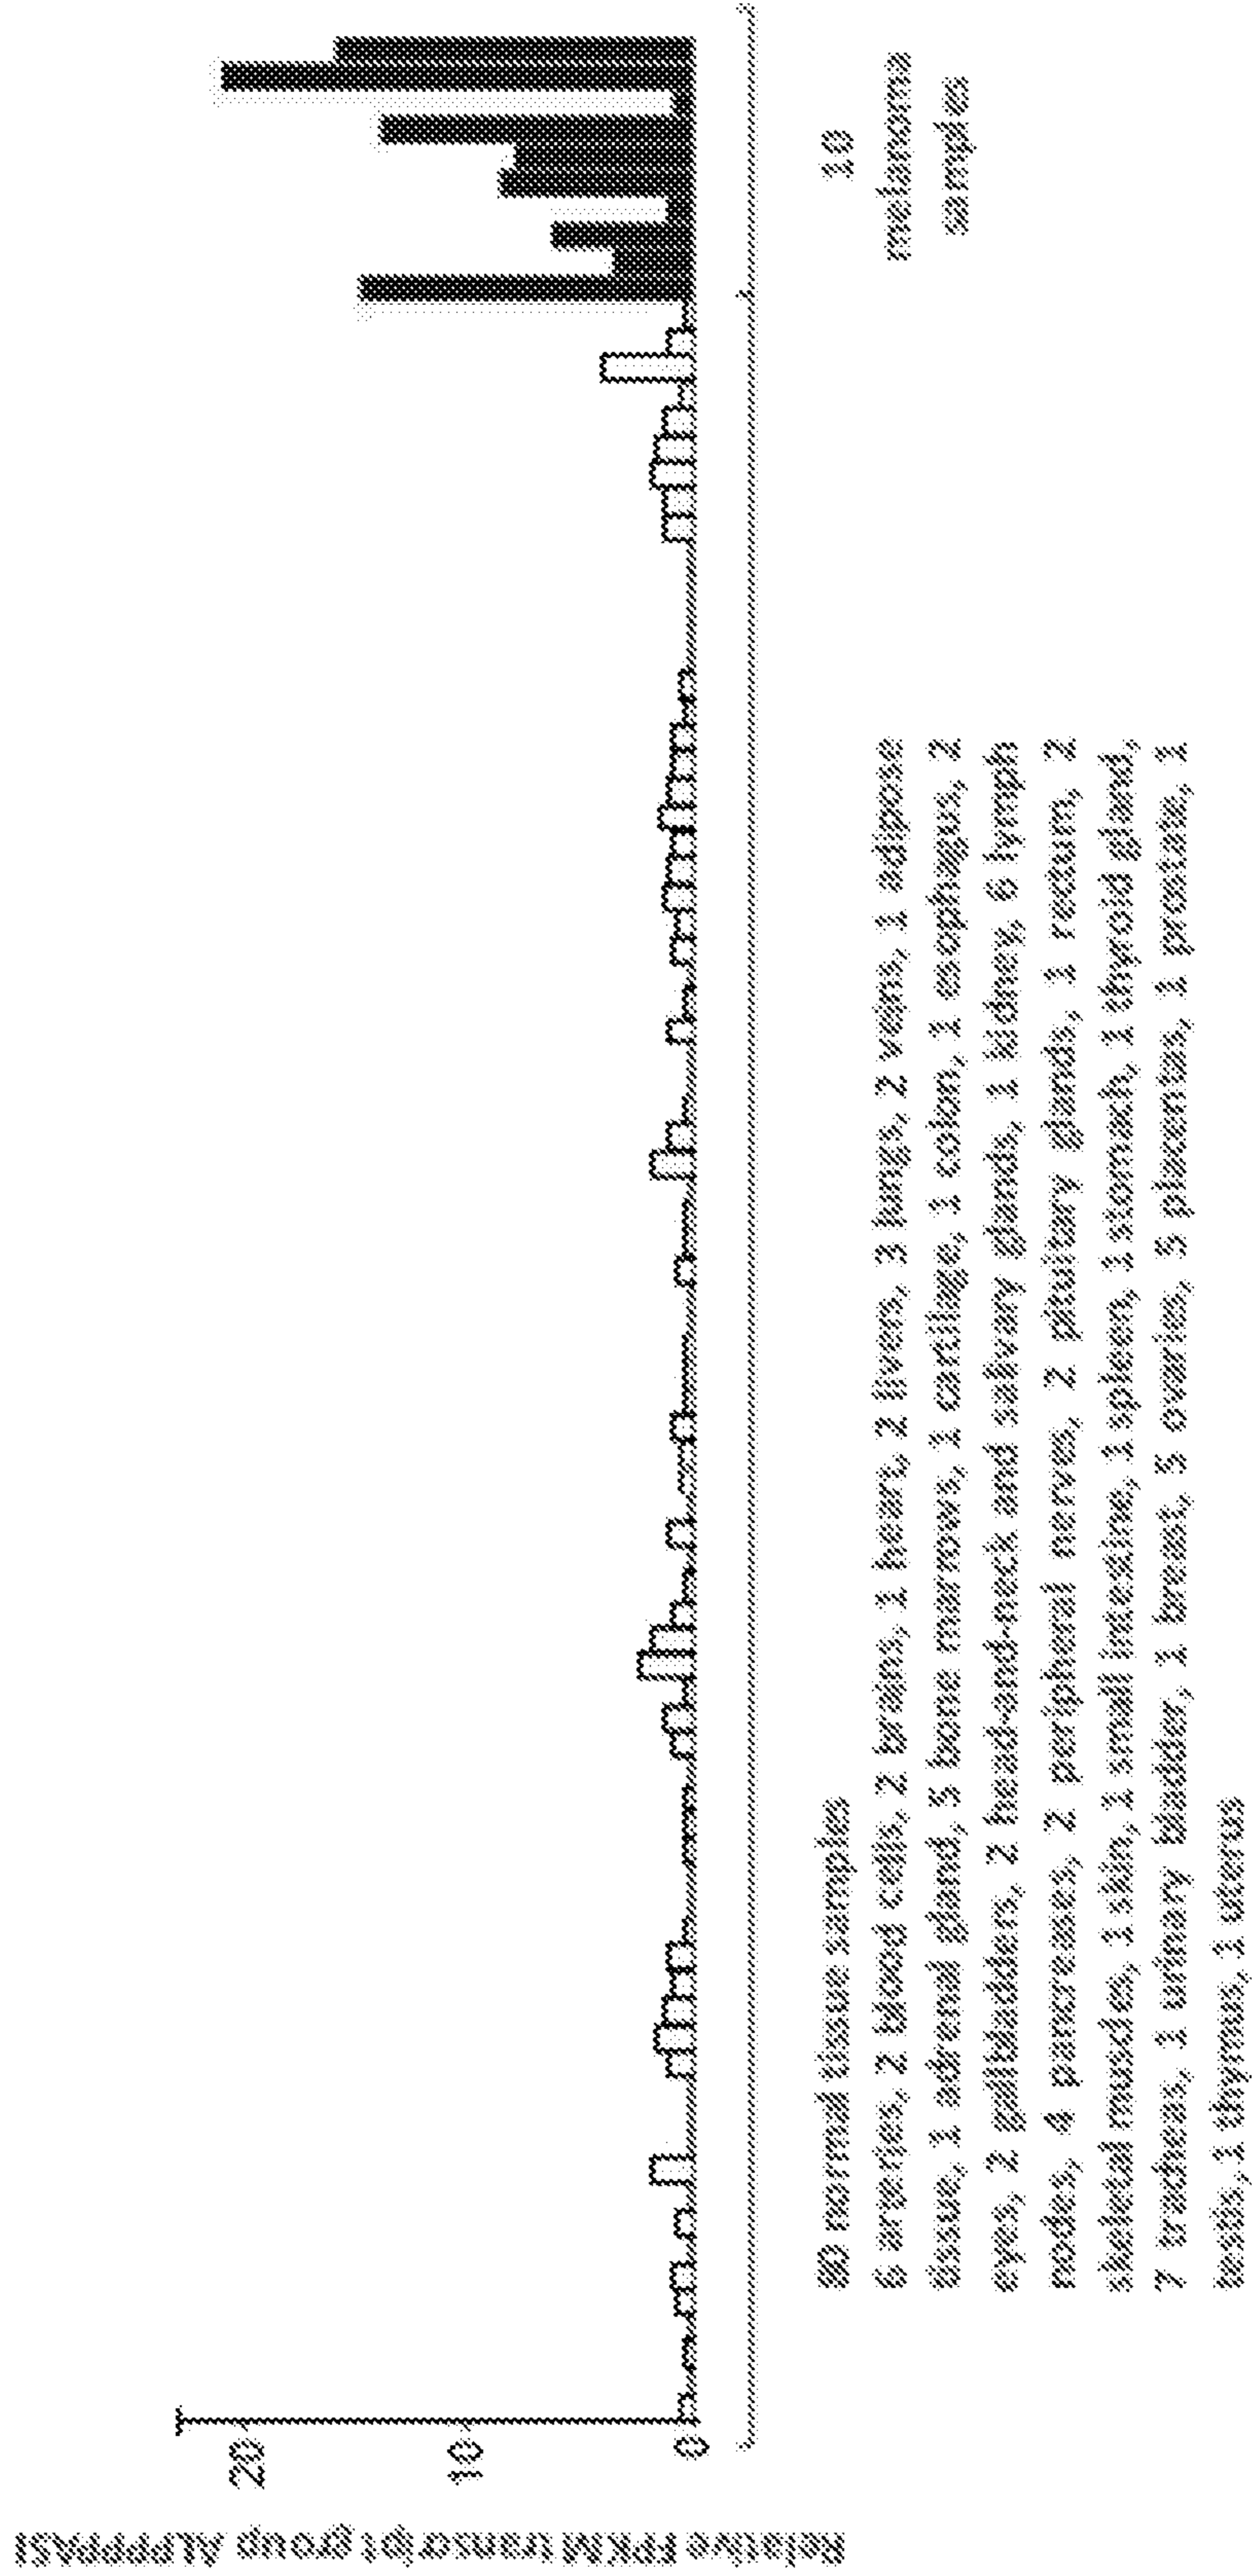 Relative FPKM transcript group ALPPPASV
20
10
0
80 normal tissue samples
6 arteries, 2 blood cells, 2 brains, 1 heart, 2 livers, 3 lungs, 2 veins, 1 adipose
tissue, 1 adrenal gland, 5 bone marrows, 1 cartilage, 1 colon, 1 esophagus, 2
eyes, 2 gallbladders, 2 head-and-neck and salivary glands, 1 kidney, 6 lymph
nodes, 4 pancreases, 2 peripheral nerves, 2 pituitary glands, 1 rectum, 2
skeletal muscles, 1 skin, 1 small intestine, 1 spleen, 1 stomach, 1 thyroid gland,
7 tracheas, 1 urinary bladder, 1 breast, 5 ovaries, 5 placentas, 1 prostate, 1
testis, 1 thymus, 1 uterus
10
melanoma
samples